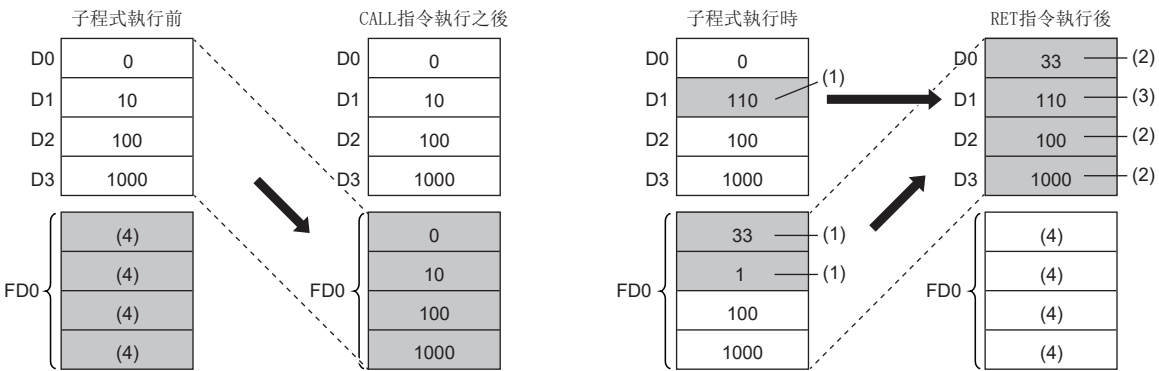 子程式執行前
D0 0
D1 10
D2 100
D3 1000
FD0
(4)
(4)
(4)
(4)
CALL指令執行之後
D0 0
D1 10
D2 100
D3 1000
FD0
0
10
100
1000
子程式執行時
D0 0
D1 110 (1)
D2 100
D3 1000
FD0
33 (1)
1 (1)
100
1000
RET指令執行後
D0 33 (2)
D1 110 (3)
D2 100 (2)
D3 1000 (2)
FD0
(4)
(4)
(4)
(4)